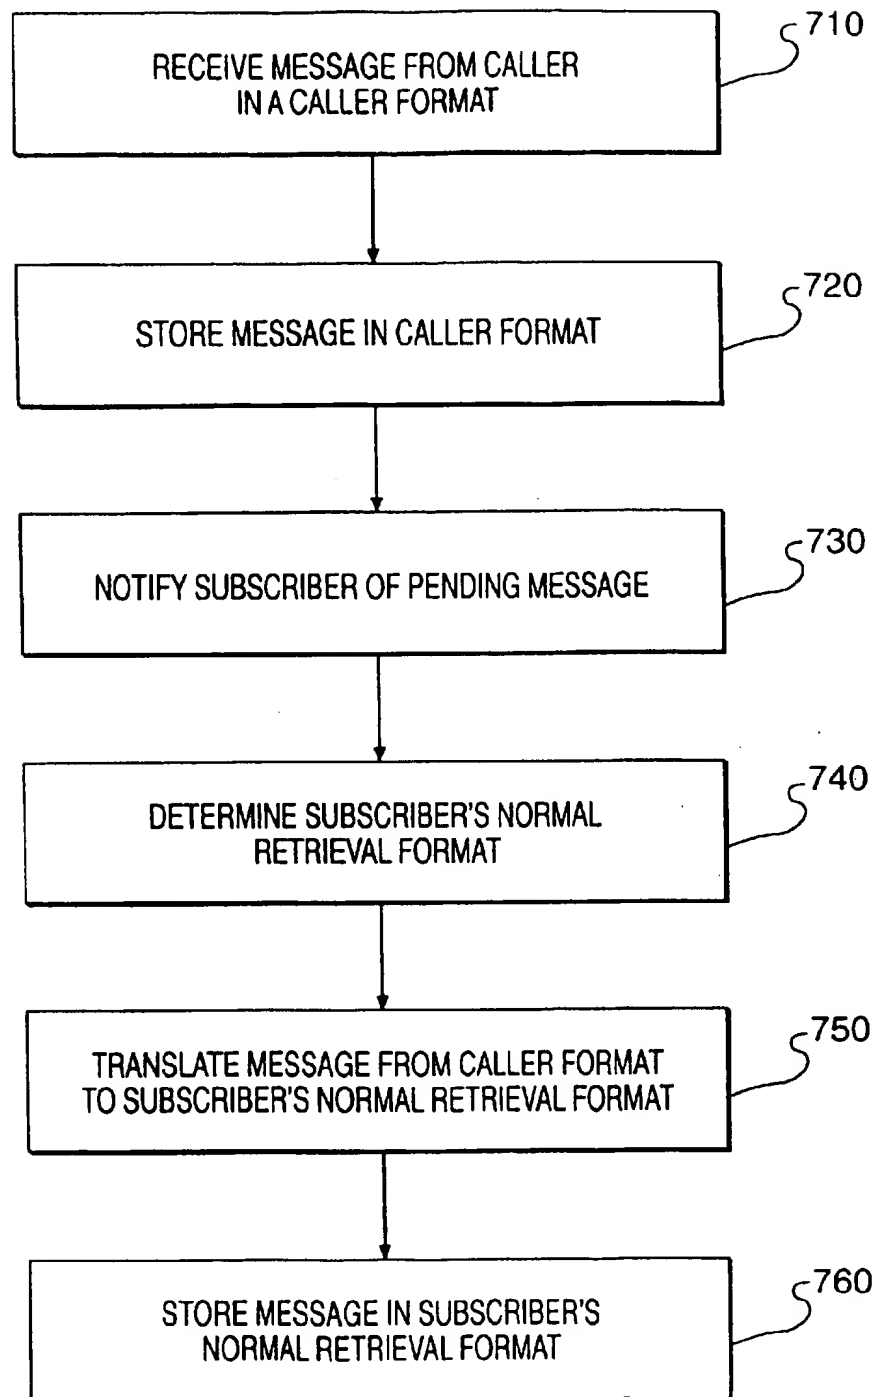 710
RECEIVE MESSAGE FROM CALLER
IN A CALLER FORMAT
720
STORE MESSAGE IN CALLER FORMAT
730
NOTIFY SUBSCRIBER OF PENDING MESSAGE
740
DETERMINE SUBSCRIBER'S NORMAL
RETRIEVAL FORMAT
750
TRANSLATE MESSAGE FROM CALLER FORMAT
TO SUBSCRIBER'S NORMAL RETRIEVAL FORMAT
760
STORE MESSAGE IN SUBSCRIBER'S
NORMAL RETRIEVAL FORMAT